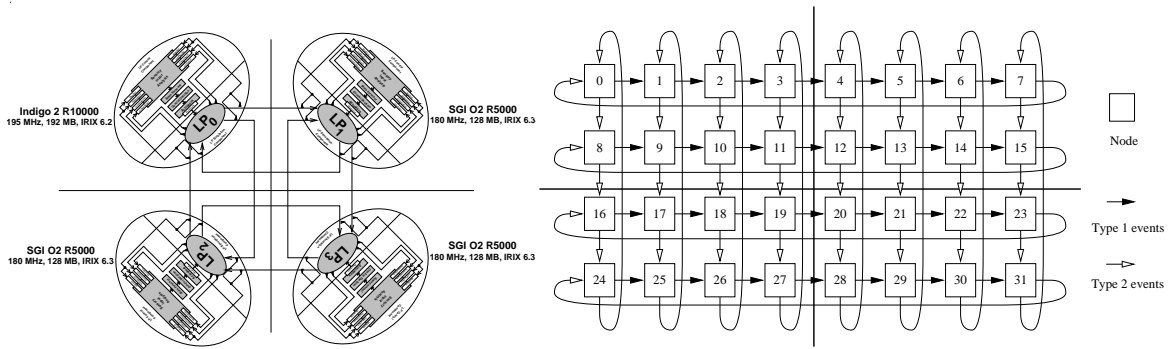 Indigo 2 R10000
195 MHz, 192 MB, IRIX 6.2
LP0
LP1
SGI O2 R5000
180 MHz, 128 MB, IRIX 6.3
SGI O2 R5000
180 MHz, 128 MB, IRIX 6.3
LP2
LP3
SGI O2 R5000
180 MHz, 128 MB, IRIX 6.3
0 1 2 3 4 5 6 7
8 9 10 11 12 13 14 15
16 17 18 19 20 21 22 23
24 25 26 27 28 29 30 31
Node
Type 1 events
Type 2 events